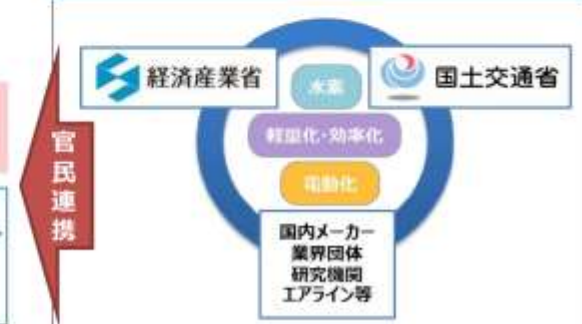 経済産業省
国土交通省
水素
軽量化・効率化
電動化
官民連携
国内メーカー
業界団体
研究機関
エアライン等